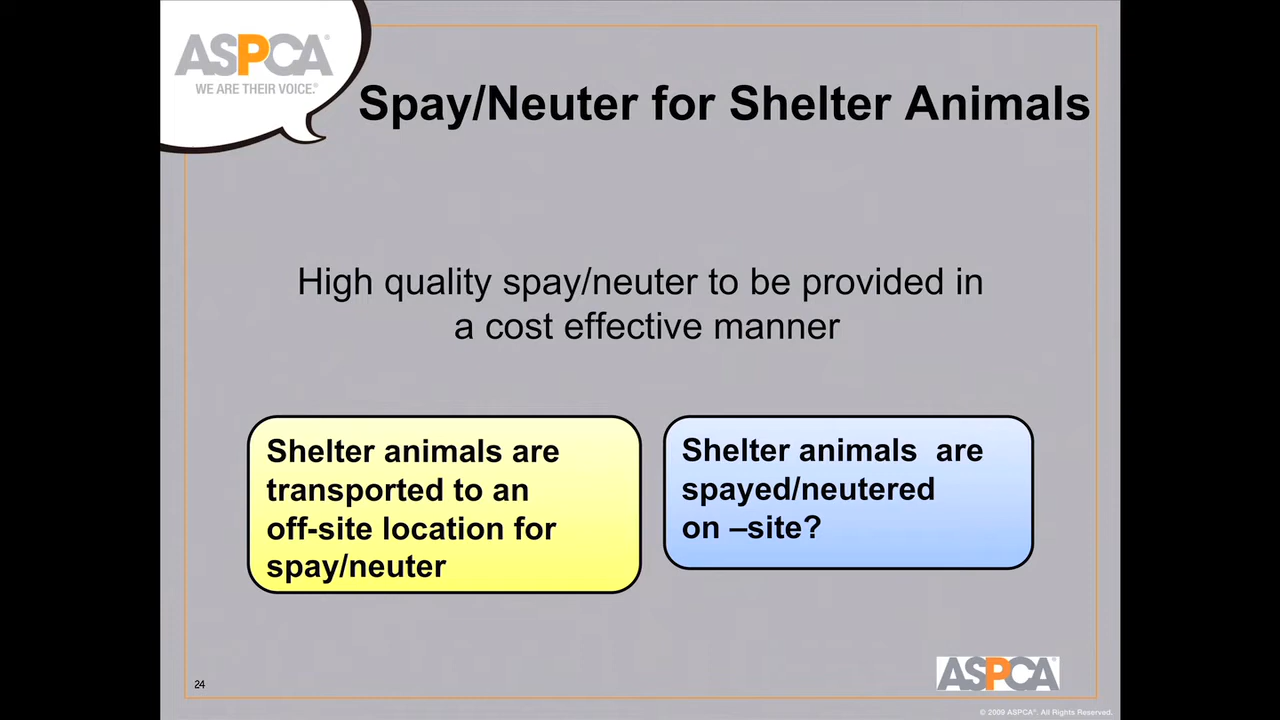 ASPCA®
WE ARE THEIR VOICE.®
Spay/Neuter for Shelter Animals
High quality spay/neuter to be provided in
a cost effective manner
Shelter animals are
transported to an
off-site location for
spay/neuter
Shelter animals  are
spayed/neutered
on –site?
24
ASPCA®
© 2009 ASPCA®. All Rights Reserved.